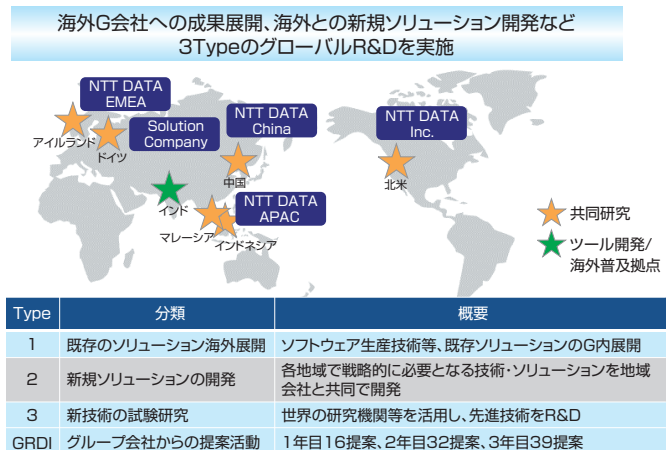 海外G会社への成果展開、海外との新規ソリューション開発など
3TypeのグローバルR&Dを実施
NTT DATA
EMEA
Solution
Company
NTT DATA
China
NTT DATA
Inc.
アイルランド
ドイツ
中国
北米
インド
NTT DATA
APAC
マレーシア
インドネシア
共同研究
ツール開発/
海外普及拠点
Type 分類 概要
1 既存のソリューション海外展開 ソフトウェア生産技術等、既存ソリューションのG内展開
2 新規ソリューションの開発 各地域で戦略的に必要となる技術・ソリューションを地域
会社と共同で開発
3 新技術の試験研究 世界の研究機関等を活用し、先進技術をR&D
GRDI グループ会社からの提案活動 1年目16提案、2年目32提案、3年目39提案